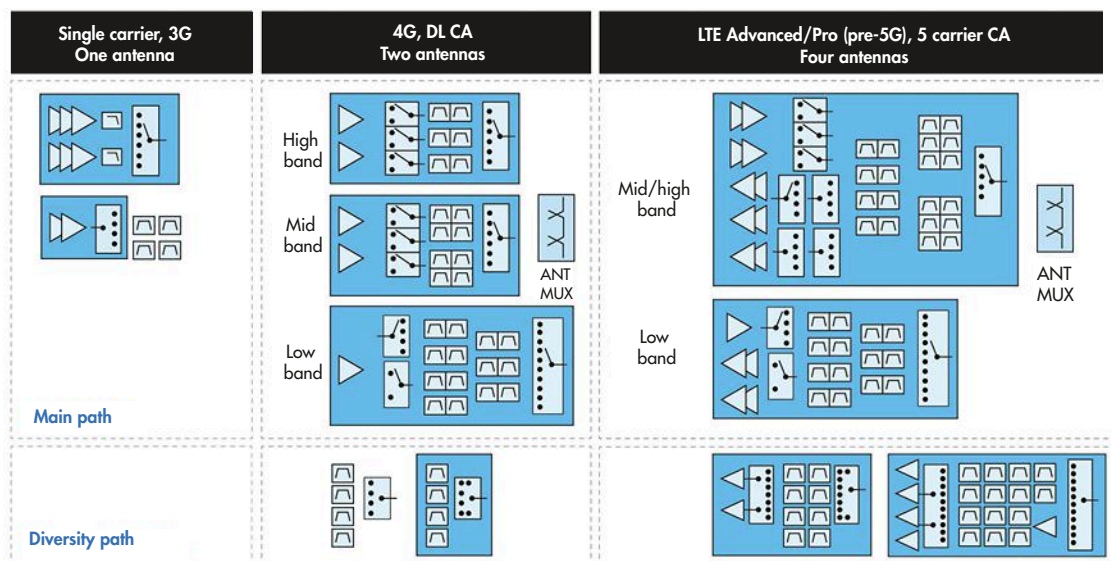 Single carrier, 3G
One antenna
4G, DL CA
Two antennas
LTE Advanced/Pro (pre-5G), 5 carrier CA
Four antennas
High
band
Mid
band
ANT
MUX
Low
band
Mid/high
band
ANT
MUX
Low
band
Main path
Diversity path